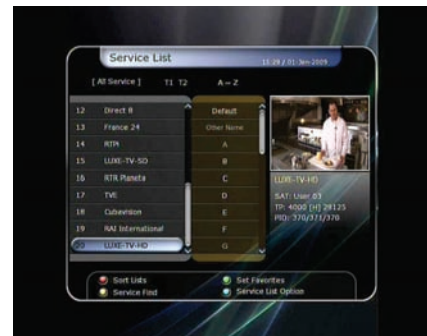 Service List
15:29 / 01-Jan-2009
[ All Service ] T1 T2 A~Z
12 Direct 8
13 France 24
14 RTPi
15 LUXE-TV-SD
16 RTR Planeta
17 TVE
18 Cubavision
19 RAI International
20 LUXE-TV-HD
Default
Other Name
A
B
C
D
E
F
G
LUXE-TV-HD
SAT: User 03
TP: 4000 [H] 29125
PID: 370/371/370
Sort Lists
Set Favorites
Service Find
Service List Option